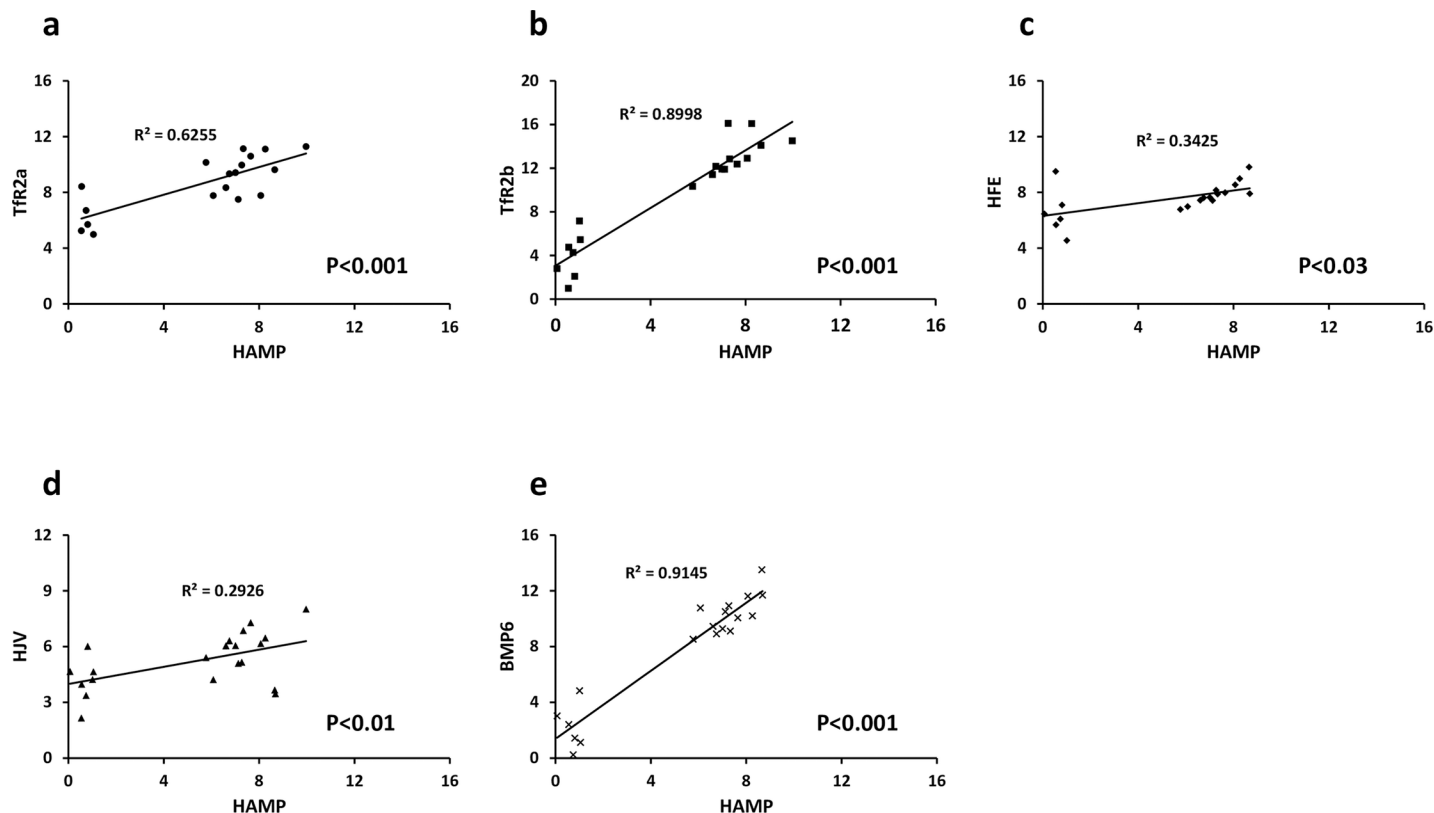 a
16
12
8
4
0
TfR2a
R² = 0.6255
P<0.001
0 4 8 12 16
HAMP
b
20
16
12
8
4
0
TfR2b
R² = 0.8998
P<0.001
0 4 8 12 16
HAMP
c
16
12
8
4
0
HFE
R² = 0.3425
P<0.03
0 4 8 12 16
HAMP
d
12
9
6
3
0
HJV
R² = 0.2926
P<0.01
0 4 8 12 16
HAMP
e
16
12
8
4
0
BMP6
R² = 0.9145
P<0.001
0 4 8 12 16
HAMP